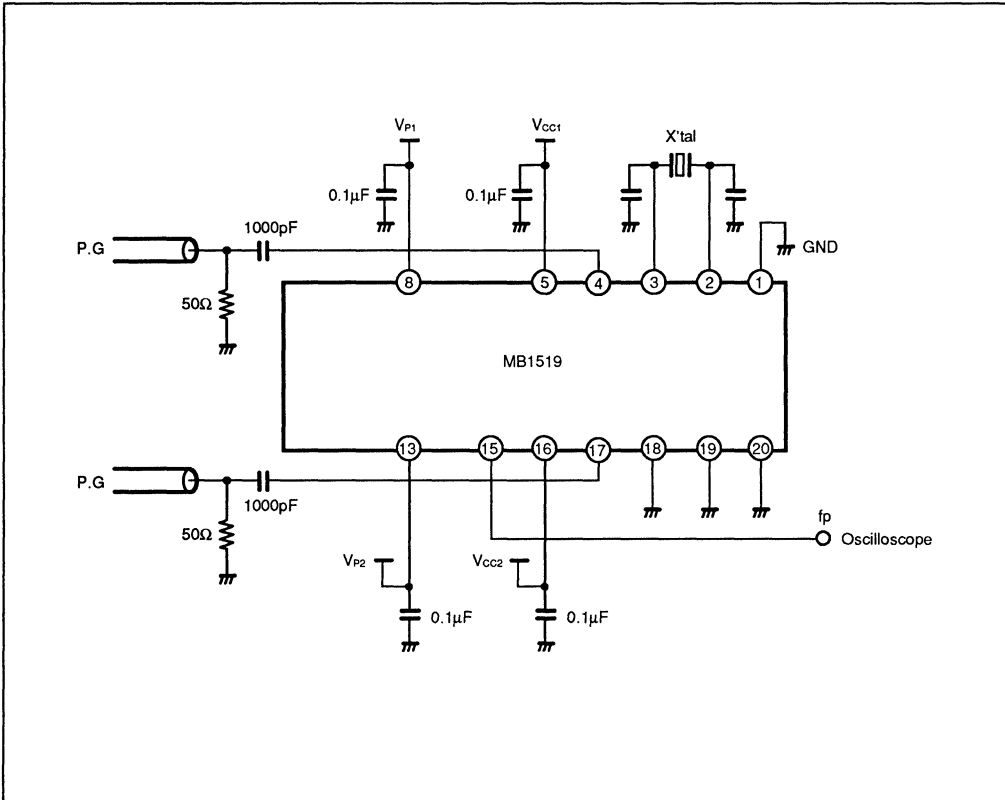 V_P1 V_CC1 X'tal
0.1μF 0.1μF
1000pF
P.G GND
50Ω 8 5 4 3 2 1
MB1519
13 15 16 17 18 19 20
P.G
1000pF
50Ω fp
Oscilloscope
V_P2 V_CC2
0.1μF 0.1μF